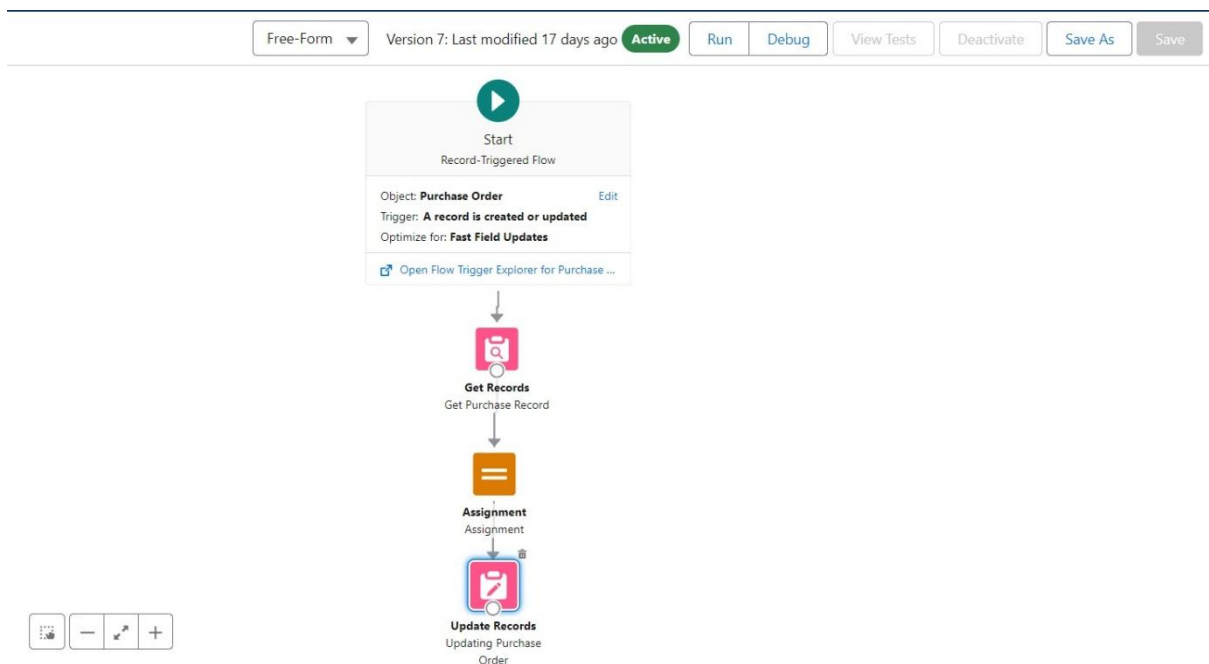 Free-Form Version 7: Last modified 17 days ago Active Run Debug View Tests Deactivate Save As Save
Start
Record-Triggered Flow
Object: Purchase Order Edit
Trigger: A record is created or updated
Optimize for: Fast Field Updates
Open Flow Trigger Explorer for Purchase ...
Get Records
Get Purchase Record
Assignment
Assignment
Update Records
Updating Purchase
Order